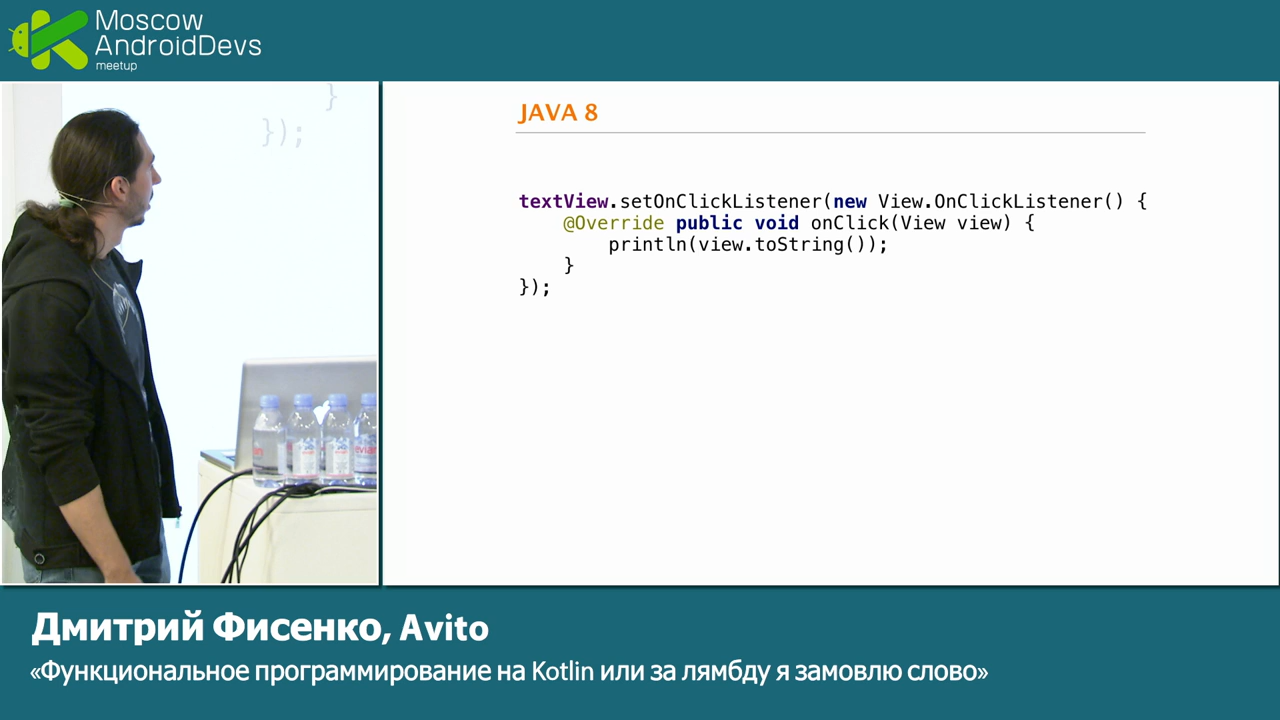 Moscow
AndroidDevs
meetup
}
});
JAVA 8
textView.setOnClickListener(new View.OnClickListener() {
    @Override public void onClick(View view) {
        println(view.toString());
    }
});
evian
Дмитрий Фисенко, Avito
«Функциональное программирование на Kotlin или за лямбду я замовлю слово»